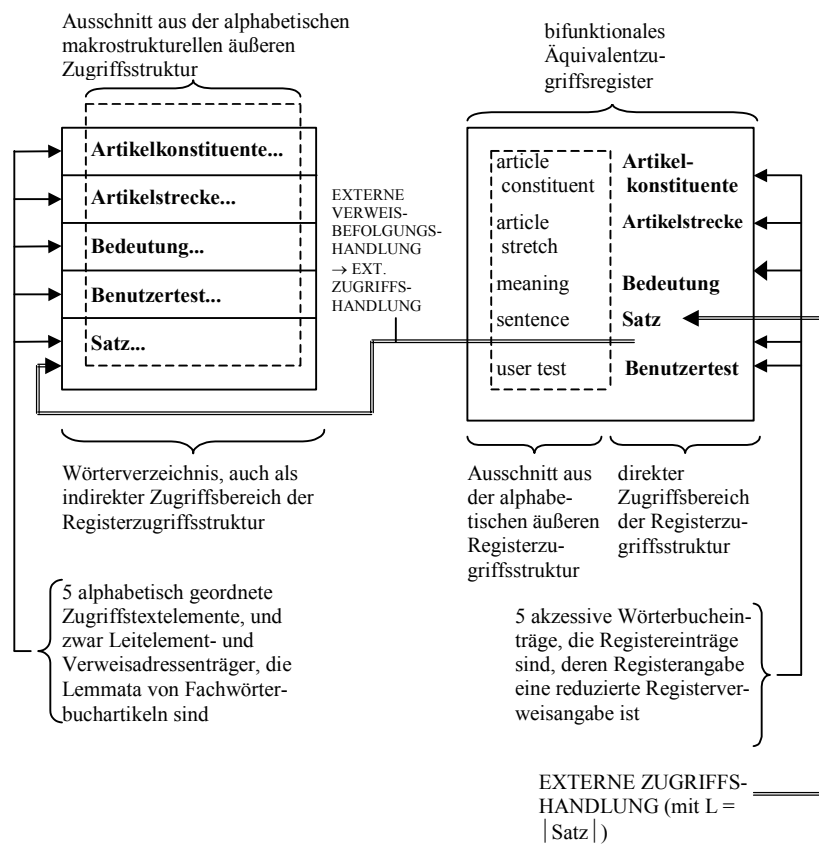 Ausschnitt aus der alphabetischen
makrostrukturellen äußeren
Zugriffsstruktur
bifunktionales
Äquivalentzu-
griffsregister
Artikelkonstituente...
Artikelstrecke...
Bedeutung...
Benutzertest...
Satz...
EXTERNE
VERWEIS-
BEFOLGUNGS-
HANDLUNG
→ EXT.
ZUGRIFFS-
HANDLUNG
article
constituent
Artikel-
konstituente
article
stretch
Artikelstrecke
meaning
Bedeutung
sentence
Satz
user test
Benutzertest
Wörterverzeichnis, auch als
indirekter Zugriffsbereich der
Registerzugriffsstruktur
Ausschnitt aus
der alphabe-
tischen äußeren
Registerzu-
griffsstruktur
direkter
Zugriffsbereich
der Registerzu-
griffsstruktur
5 alphabetisch geordnete
Zugriffstextelemente, und
zwar Leitelement- und
Verweisadressenträger, die
Lemmata von Fachwörter-
buchartikeln sind
5 akzessive Wörterbuchein-
träge, die Registereinträge
sind, deren Registerangabe
eine reduzierte Registerver-
weisangabe ist
EXTERNE ZUGRIFFS-
HANDLUNG (mit L =
│Satz│)